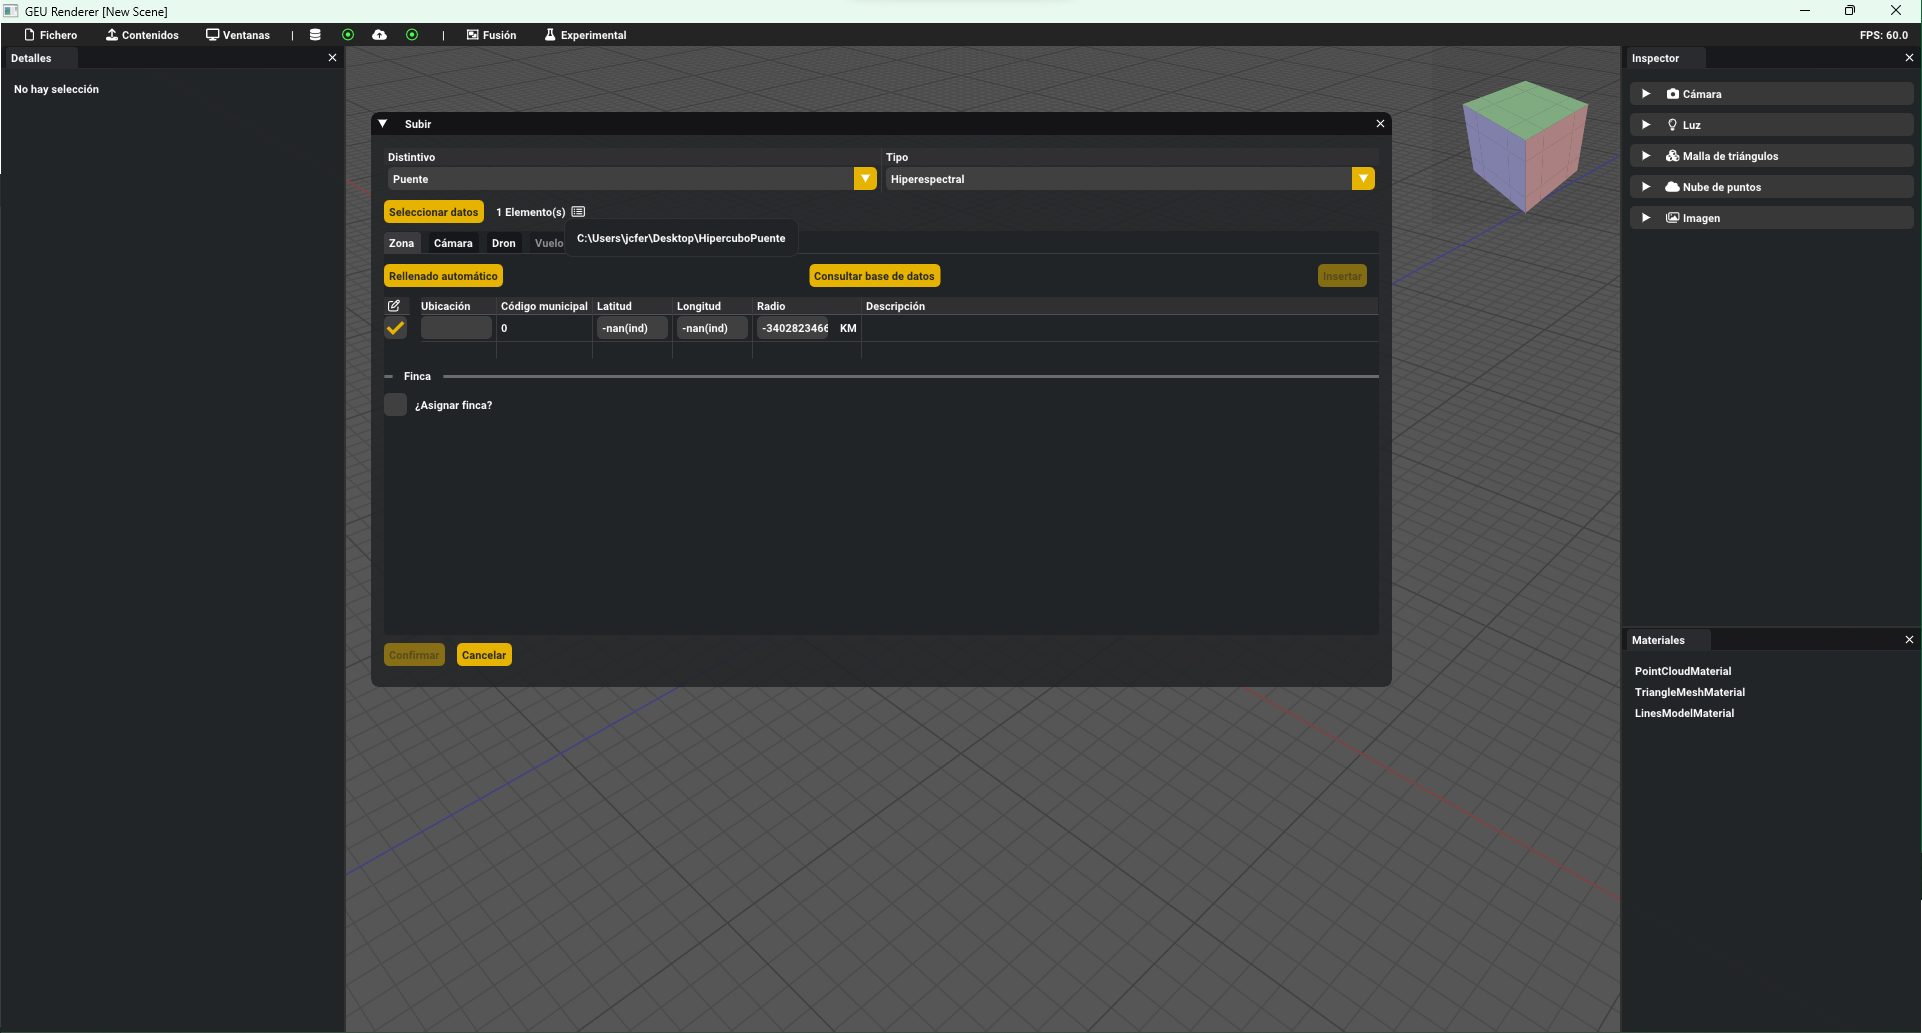 GEU Renderer [New Scene]
Fichero Contenidos Ventanas | | Fusión Experimental FPS: 60.0
Detalles
No hay selección
Subir
Distintivo Tipo
Puente Hiperespectral
Seleccionar datos 1 Elemento(s)
C:\Users\jcfer\Desktop\HipercuboPuente
Zona Cámara Dron Vuelo
Rellenado automático Consultar base de datos Insertar
Ubicación Código municipal Latitud Longitud Radio Descripción
0 -nan(ind) -nan(ind) -3402823466 KM
Finca
¿Asignar finca?
Confirmar Cancelar
Inspector
Cámara
Luz
Malla de triángulos
Nube de puntos
Imagen
Materiales
PointCloudMaterial
TriangleMeshMaterial
LinesModelMaterial